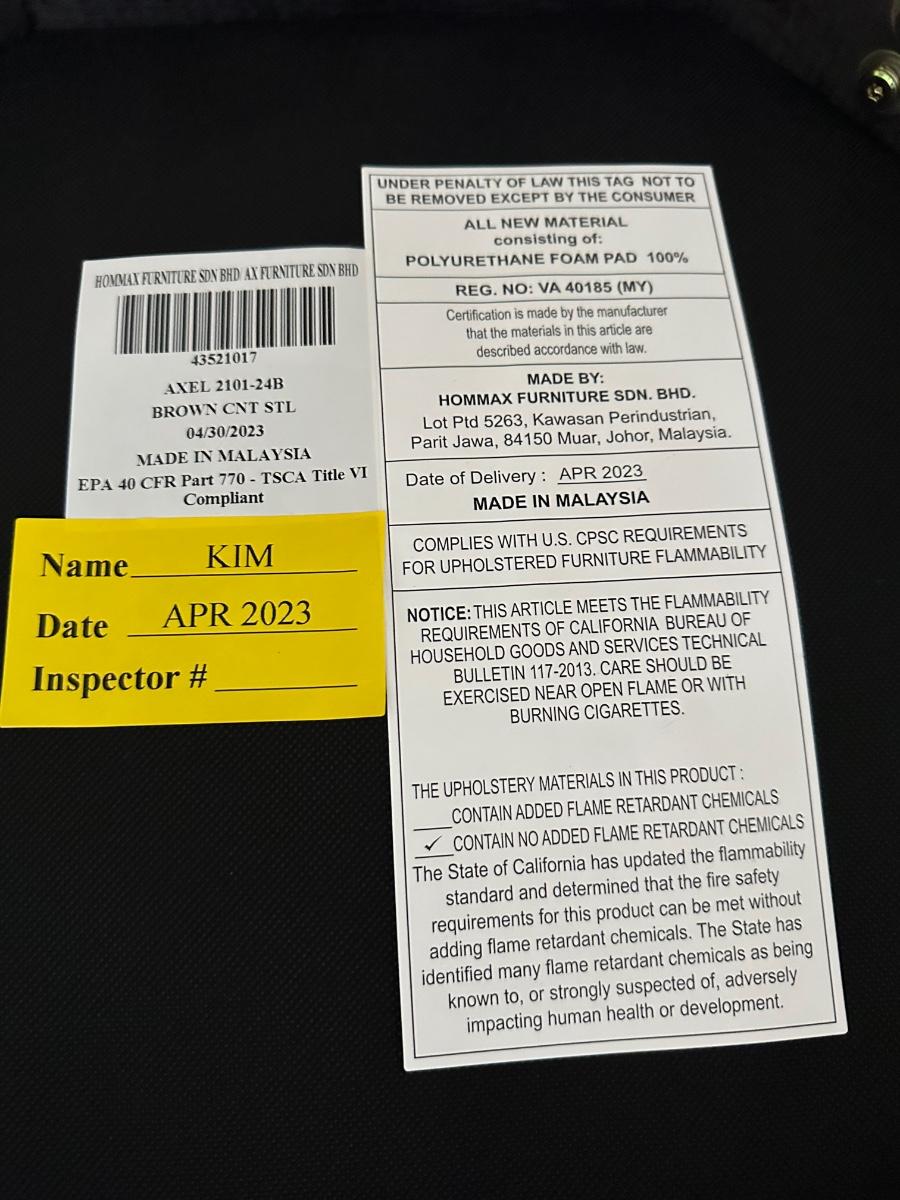 HOMMAX FURNITURE SDN BHD AX FURNITURE SDN BHD
43521017
AXEL 2101-24B
BROWN CNT STL
04/30/2023
MADE IN MALAYSIA
EPA 40 CFR Part 770 - TSCA Title VI
Compliant
Name KIM
Date APR 2023
Inspector #
UNDER PENALTY OF LAW THIS TAG NOT TO
BE REMOVED EXCEPT BY THE CONSUMER
ALL NEW MATERIAL
consisting of:
POLYURETHANE FOAM PAD 100%
REG. NO: VA 40185 (MY)
Certification is made by the manufacturer
that the materials in this article are
described accordance with law.
MADE BY:
HOMMAX FURNITURE SDN. BHD.
Lot Ptd 5263, Kawasan Perindustrian,
Parit Jawa, 84150 Muar, Johor, Malaysia.
Date of Delivery : APR 2023
MADE IN MALAYSIA
COMPLIES WITH U.S. CPSC REQUIREMENTS
FOR UPHOLSTERED FURNITURE FLAMMABILITY
NOTICE: THIS ARTICLE MEETS THE FLAMMABILITY
REQUIREMENTS OF CALIFORNIA BUREAU OF
HOUSEHOLD GOODS AND SERVICES TECHNICAL
BULLETIN 117-2013. CARE SHOULD BE
EXERCISED NEAR OPEN FLAME OR WITH
BURNING CIGARETTES.
THE UPHOLSTERY MATERIALS IN THIS PRODUCT :
___CONTAIN ADDED FLAME RETARDANT CHEMICALS
✓ CONTAIN NO ADDED FLAME RETARDANT CHEMICALS
The State of California has updated the flammability
standard and determined that the fire safety
requirements for this product can be met without
adding flame retardant chemicals. The State has
identified many flame retardant chemicals as being
known to, or strongly suspected of, adversely
impacting human health or development.